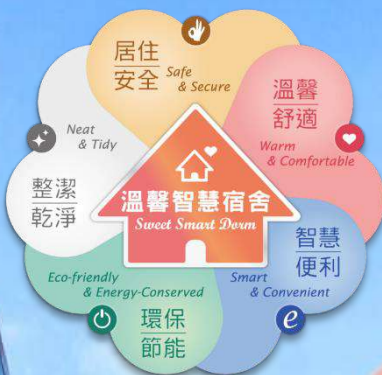 居住
安全
Safe
& Secure
溫馨
舒適
Warm
& Comfortable
智慧
便利
Smart
& Convenient
e
環保
節能
Eco-friendly
& Energy-Conserved
整潔
乾淨
Neat
& Tidy
溫馨智慧宿舍
Sweet Smart Dorm